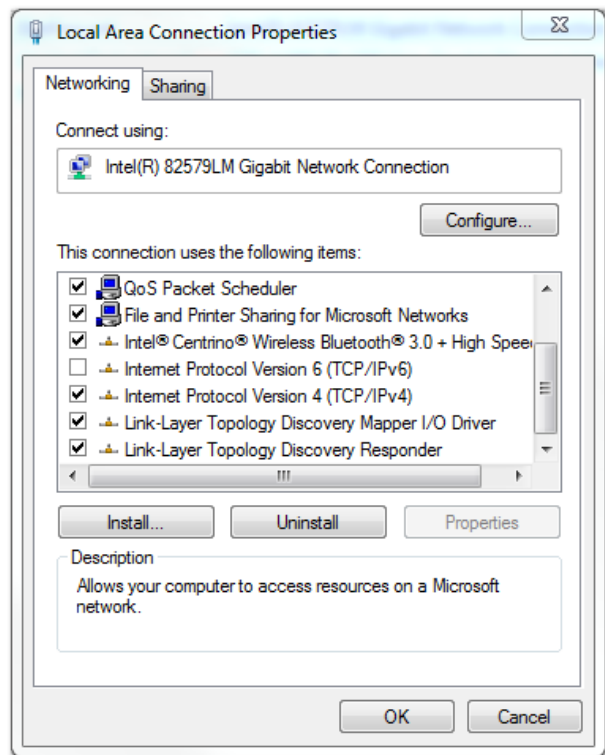 Local Area Connection Properties
Networking
Sharing
Connect using:
Intel(R) 82579LM Gigabit Network Connection
Configure...
This connection uses the following items:
QoS Packet Scheduler
File and Printer Sharing for Microsoft Networks
Intel® Centrino® Wireless Bluetooth® 3.0 + High Spee
Internet Protocol Version 6 (TCP/IPv6)
Internet Protocol Version 4 (TCP/IPv4)
Link-Layer Topology Discovery Mapper I/O Driver
Link-Layer Topology Discovery Responder
Install...
Uninstall
Properties
Description
Allows your computer to access resources on a Microsoft
network.
OK
Cancel